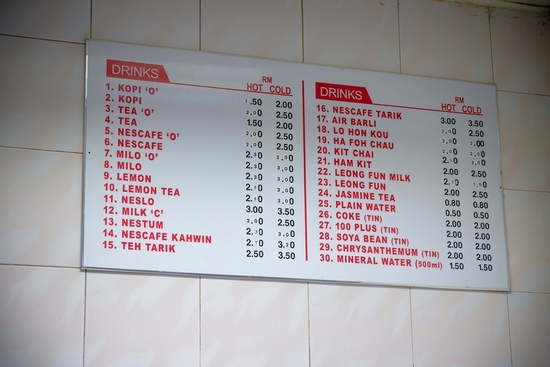 DRINKS
RM
HOT COLD
1. KOPI ‘O’ 1.50 2.00
2. KOPI 2.50
3. TEA ‘O’ 1.50 2.00
4. TEA 2.50
5. NESCAFE ‘O’ 2.50
6. NESCAFE
7. MILO ‘O’
8. MILO
9. LEMON
10. LEMON TEA
11. NESLO 3.00 3.50
12. MILK ‘C’ 2.50
13. NESTUM
14. NESCAFE KAHWIN
15. TEH TARIK 2.50 3.50
DRINKS
RM
HOT COLD
16. NESCAFE TARIK 3.00 3.50
17. AIR BARLI 2.50
18. LO HON KOU
19. HA FOH CHAU
20. KIT CHAI
21. HAM KIT 2.00 2.50
22. LEONG FUN MILK
23. LEONG FUN 2.00 2.50
24. JASMINE TEA 0.80 0.80
25. PLAIN WATER 0.50 0.50
26. COKE (TIN) 2.00 2.00
27. 100 PLUS (TIN) 2.00 2.00
28. SOYA BEAN (TIN) 2.00 2.00
29. CHRYSANTHEMUM (TIN) 2.00 2.00
30. MINERAL WATER (500ml) 1.50 1.50